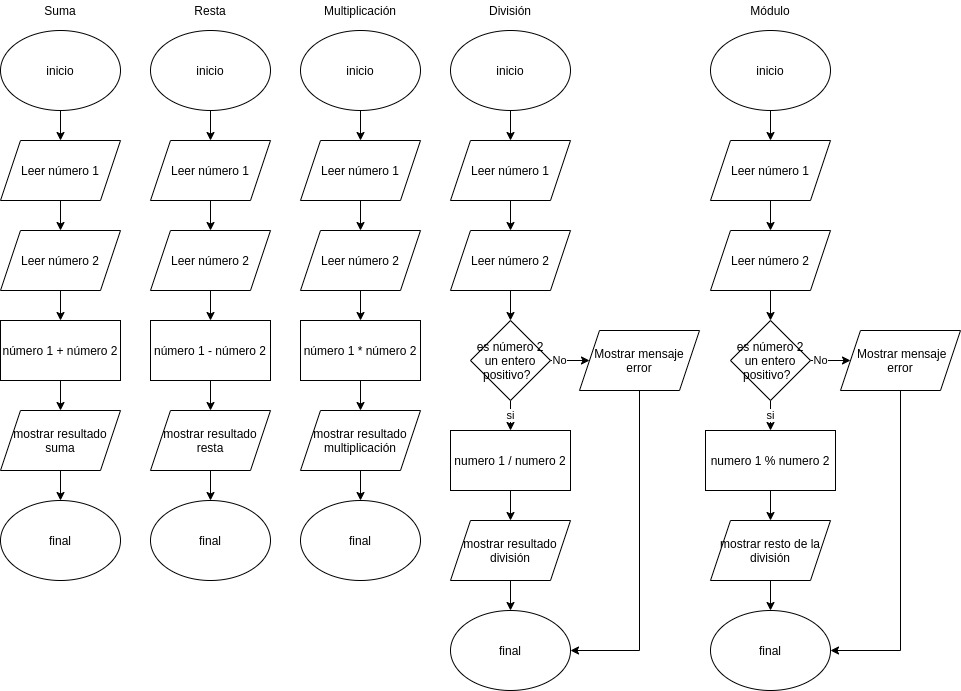 Suma
inicio
Leer número 1
Leer número 2
número 1 + número 2
mostrar resultado
suma
final
Resta
inicio
Leer número 1
Leer número 2
número 1 - número 2
mostrar resultado
resta
final
Multiplicación
inicio
Leer número 1
Leer número 2
número 1 * número 2
mostrar resultado
multiplicación
final
División
inicio
Leer número 1
Leer número 2
es número 2
un entero
positivo?
No
Mostrar mensaje
error
si
numero 1 / numero 2
mostrar resultado
división
final
Módulo
inicio
Leer número 1
Leer número 2
es número 2
un entero
positivo?
No
Mostrar mensaje
error
si
numero 1 % numero 2
mostrar resto de la
división
final